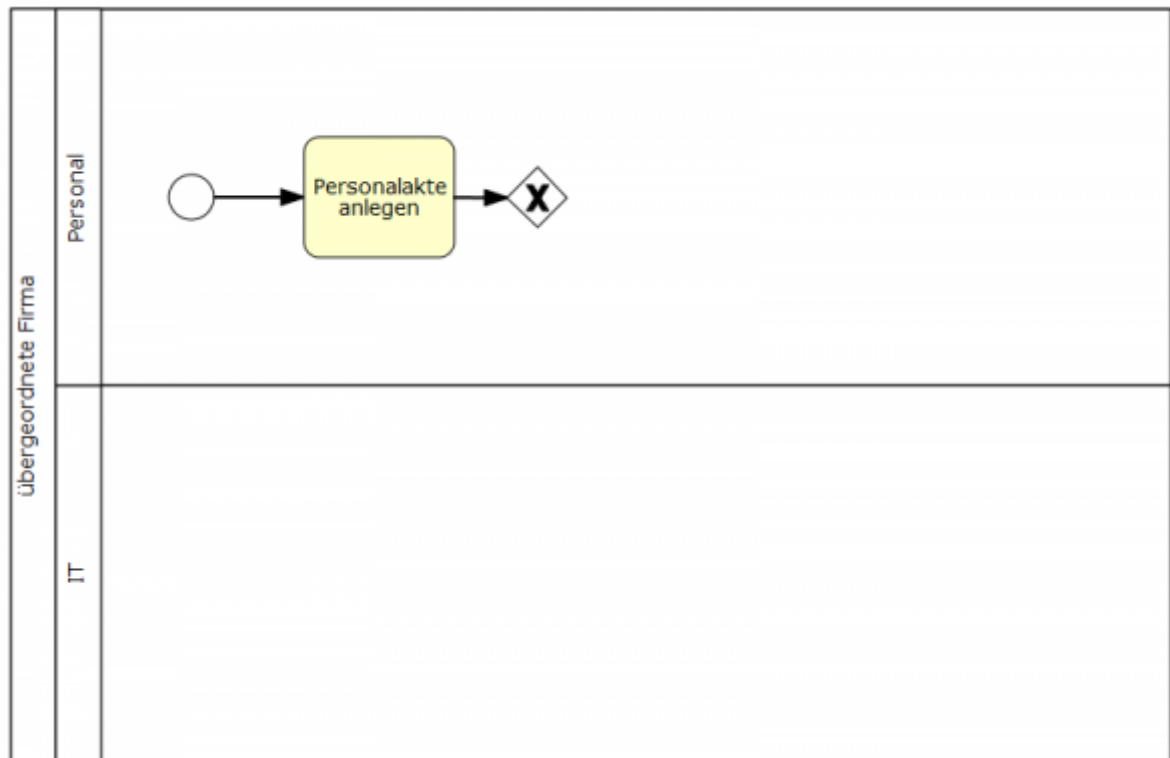 übergeordnete Firma
Personal
Personalakte
anlegen
IT